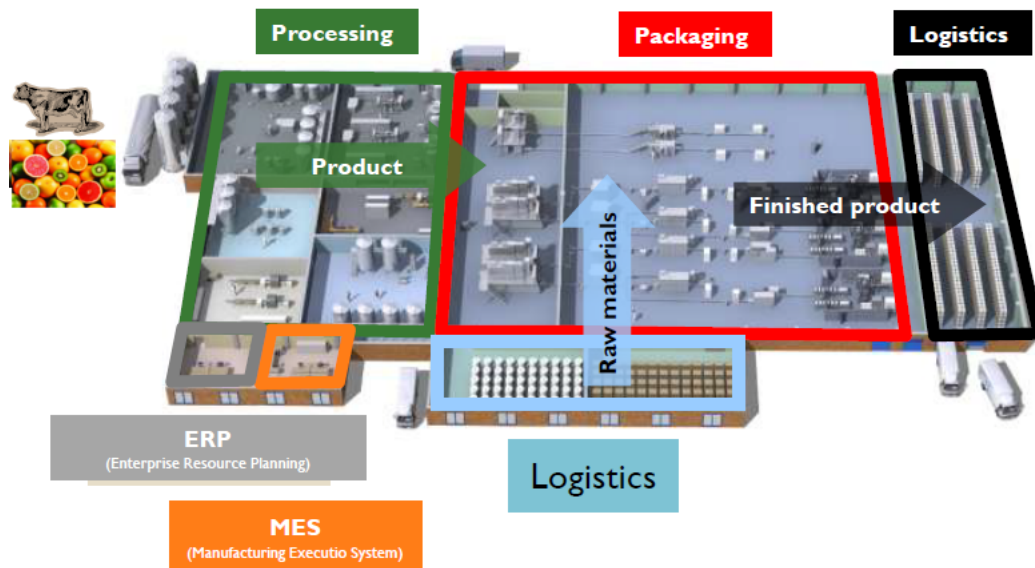 Processing
Packaging
Logistics
Product
Finished product
Raw materials
ERP
(Enterprise Resource Planning)
Logistics
MES
(Manufacturing Executio System)